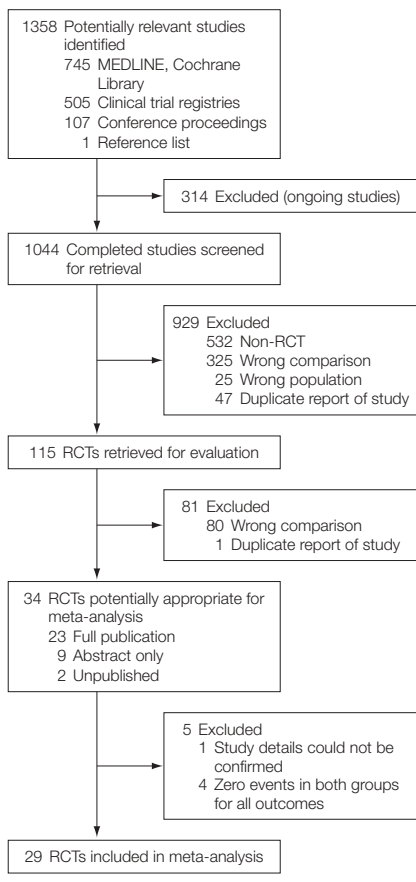 1358 Potentially relevant studies
identified
745 MEDLINE, Cochrane
Library
505 Clinical trial registries
107 Conference proceedings
1 Reference list
314 Excluded (ongoing studies)
1044 Completed studies screened
for retrieval
929 Excluded
532 Non-RCT
325 Wrong comparison
25 Wrong population
47 Duplicate report of study
115 RCTs retrieved for evaluation
81 Excluded
80 Wrong comparison
1 Duplicate report of study
34 RCTs potentially appropriate for
meta-analysis
23 Full publication
9 Abstract only
2 Unpublished
5 Excluded
1 Study details could not be
confirmed
4 Zero events in both groups
for all outcomes
29 RCTs included in meta-analysis